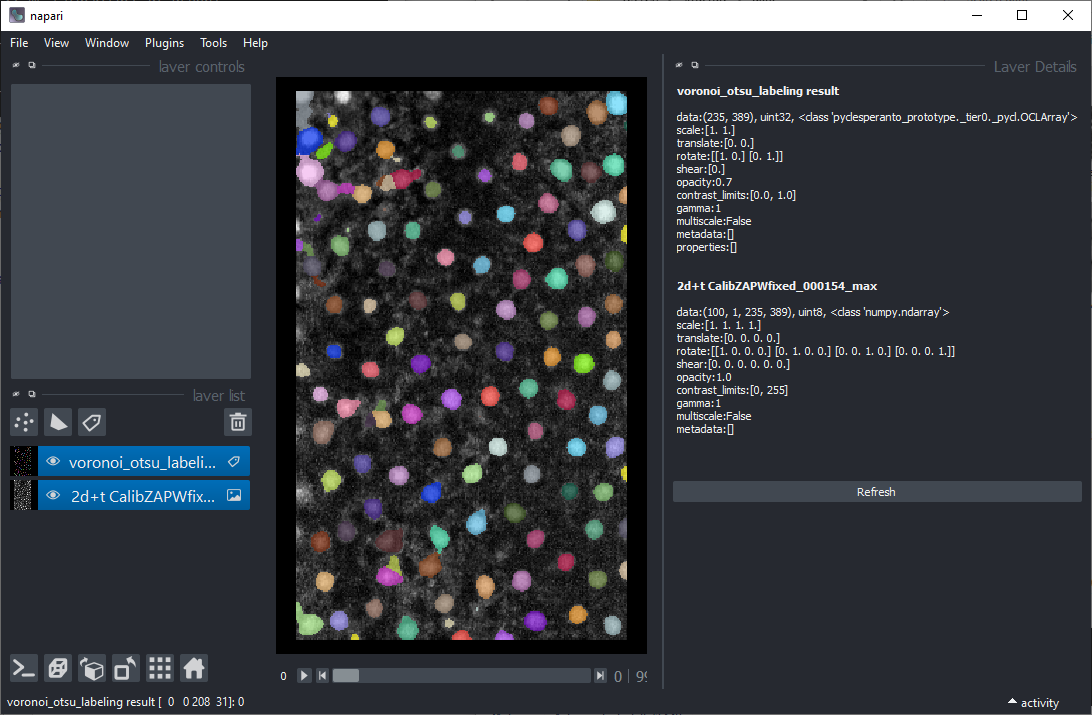 napari
File View Window Plugins Tools Help
layer controls
Layer Details
voronoi_otsu_labeling result
data:(235, 389), uint32, <class 'pyclesperanto_prototype._tier0._pycl.OCLArray'>
scale:[1. 1.]
translate:[0. 0.]
rotate:[[1. 0.] [0. 1.]]
shear:[0.]
opacity:0.7
contrast_limits:[0.0, 1.0]
gamma:1
multiscale:False
metadata:[]
properties:[]
2d+t CalibZAPWfixed_000154_max
data:(100, 1, 235, 389), uint8, <class 'numpy.ndarray'>
scale:[1. 1. 1. 1.]
translate:[0. 0. 0. 0.]
rotate:[[1. 0. 0. 0.] [0. 1. 0. 0.] [0. 0. 1. 0.] [0. 0. 0. 1.]]
shear:[0. 0. 0. 0. 0. 0.]
opacity:1.0
contrast_limits:[0, 255]
gamma:1
multiscale:False
metadata:[]
Refresh
layer list
voronoi_otsu_labeli...
2d+t CalibZAPWfix...
0 0 | 99
voronoi_otsu_labeling result [ 0 0 208 31]: 0
activity